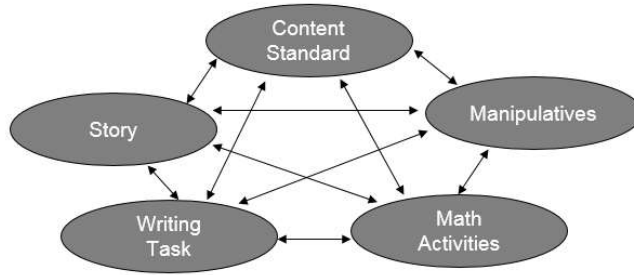 Content
Standard
Manipulatives
Story
Writing
Task
Math
Activities